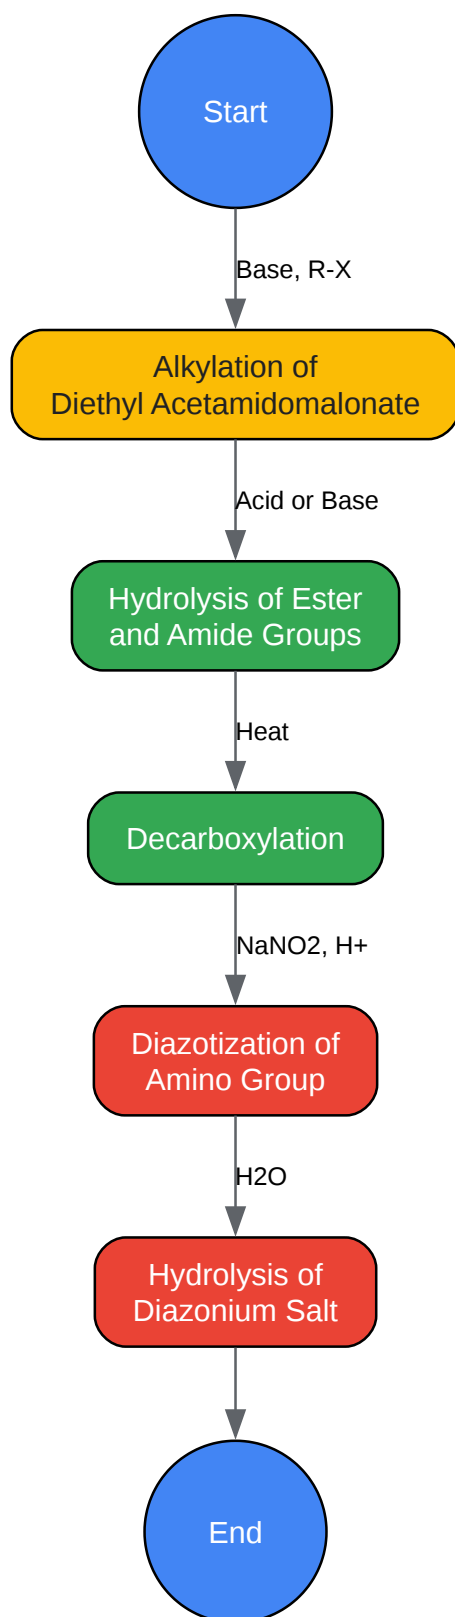 Start
Base, R-X
Alkylation of
Diethyl Acetamidomalonate
Acid or Base
Hydrolysis of Ester
and Amide Groups
Heat
Decarboxylation
NaNO2, H+
Diazotization of
Amino Group
H2O
Hydrolysis of
Diazonium Salt
End